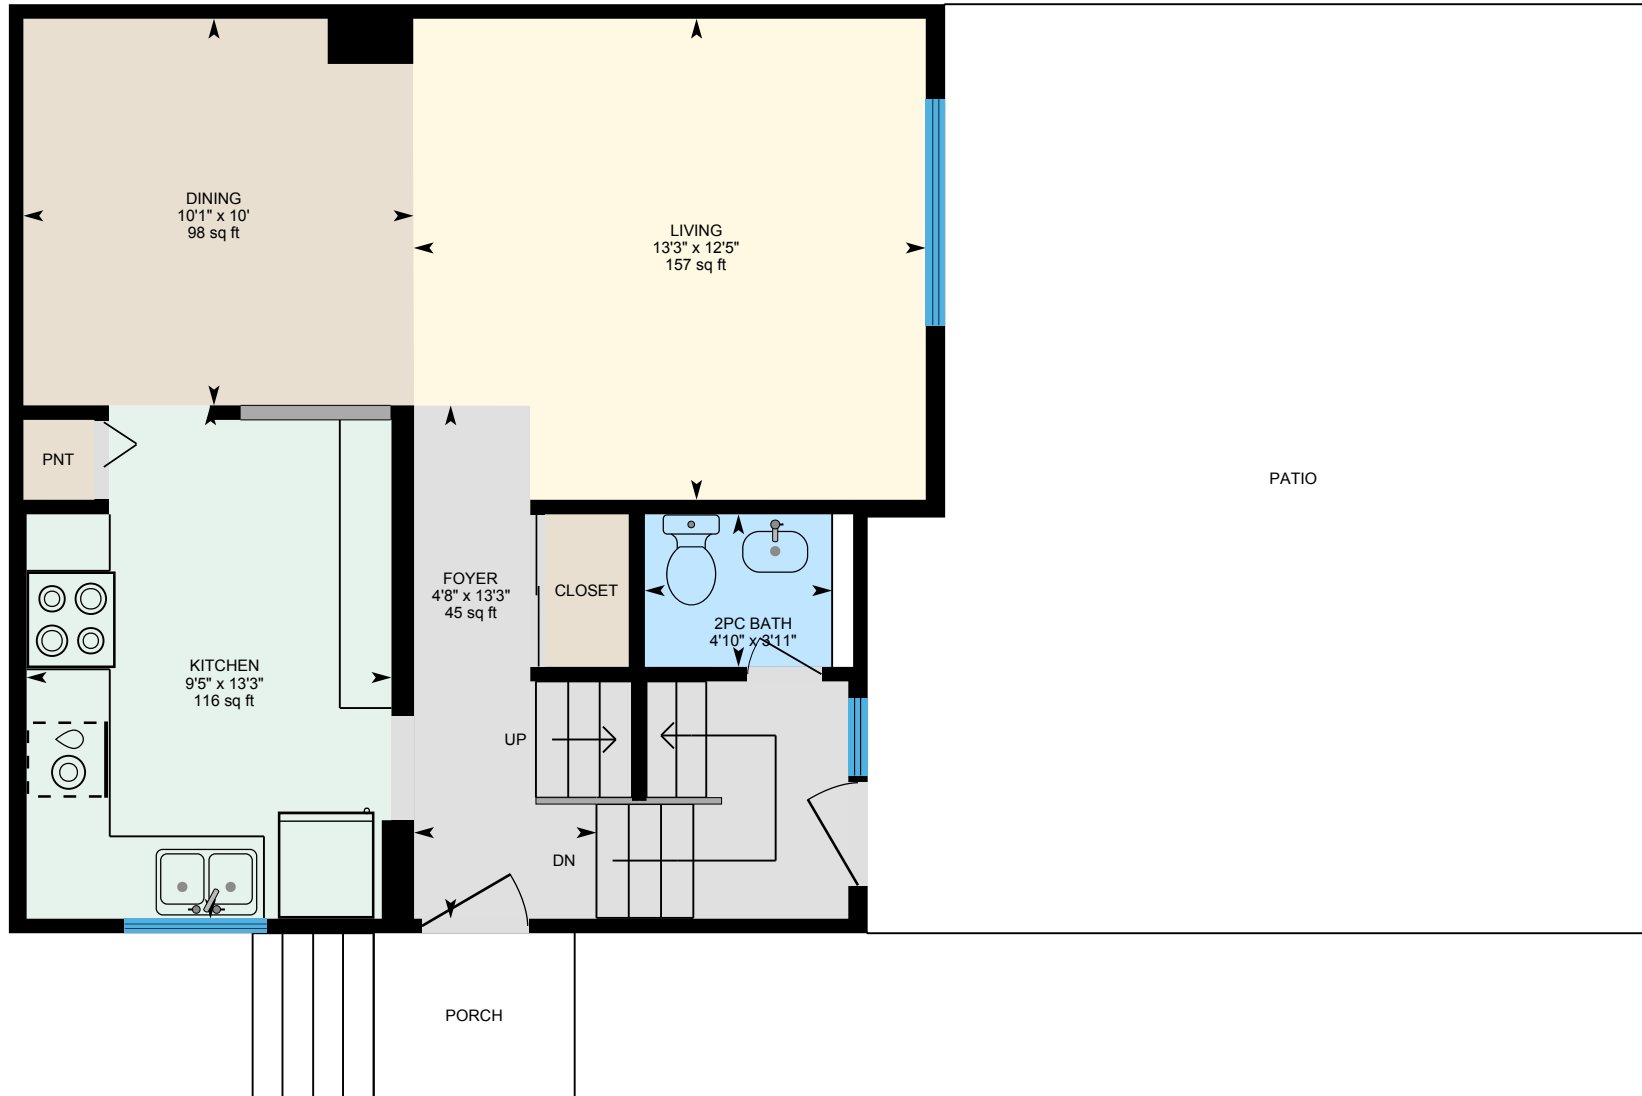 DINING
10'1" x 10'
98 sq ft
LIVING
13'3" x 12'5"
157 sq ft
PNT
PATIO
FOYER
4'8" x 13'3"
45 sq ft
CLOSET
2PC BATH
4'10" x 3'11"
KITCHEN
9'5" x 13'3"
116 sq ft
UP
DN
PORCH